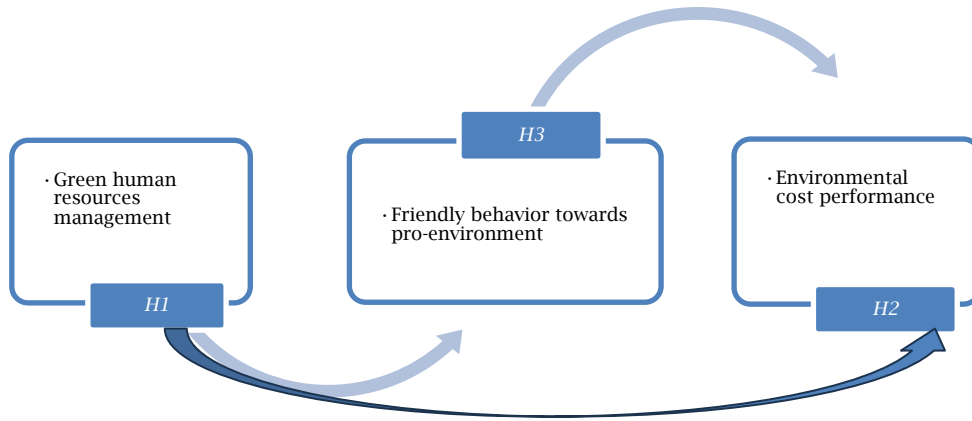 · Green human
resources
management
H1
H3
· Friendly behavior towards
pro-environment
· Environmental
cost performance
H2